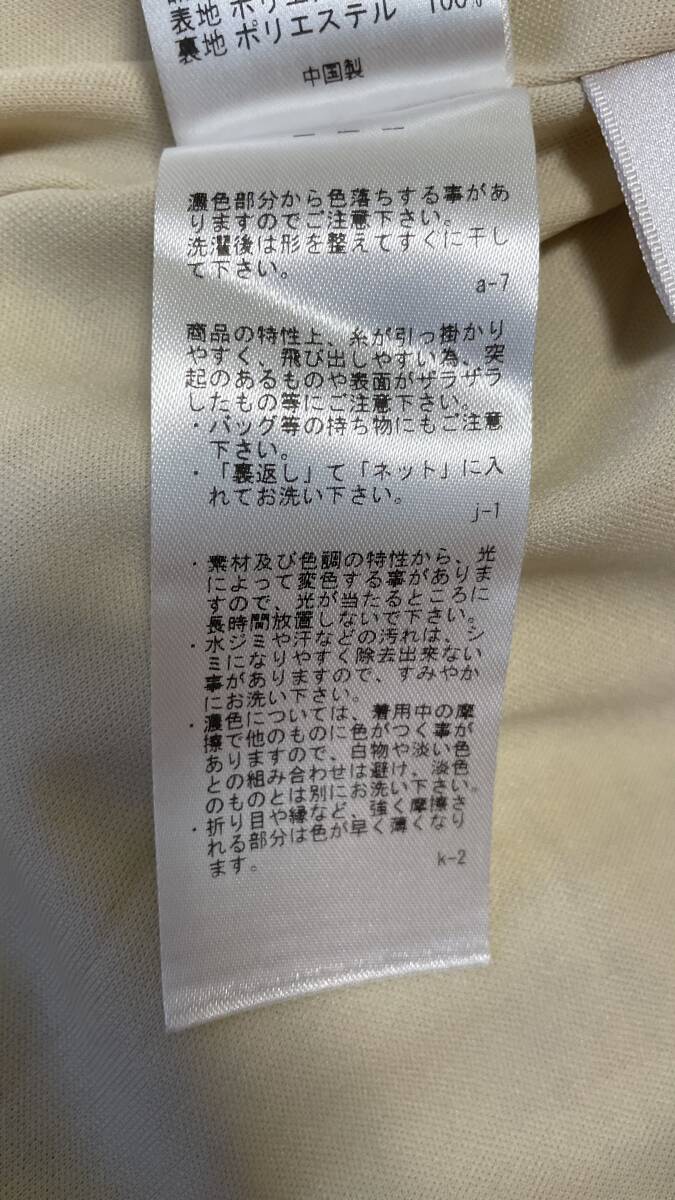 表地 ポリエステル
裏地 ポリエステル 100%
中国製
濃色部分から色落ちする事があ
りますのでご注意下さい。
洗濯後は形を整えてすぐに干し
て下さい。
a-7
商品の特性上、糸が引っ掛かり
やすく、飛び出しやすい為、突
起のあるものや表面がザラザラ
したもの等にご注意下さい。
・バッグ等の持ち物にもご注意
下さい。
・「裏返し」て「ネット」に入
れてお洗い下さい。
j-1
・素材及び色調の特性から、光
によって変色する事がありま
すので、光が当たるところに
長時間放置しないで下さい。
・水ジミや汗などの汚れは、シ
ミになりやすく除去出来ない
事がありますので、すみやか
にお洗い下さい。
・濃色については、着用中の摩
擦で他のものに色がつく事が
ありますので、白物や淡い色
との組み合わせは避け、淡色
のものとは別にお洗い下さい。
・折り目や縁など、強く摩擦さ
れる部分は色が早く薄くなり
ます。
k-2